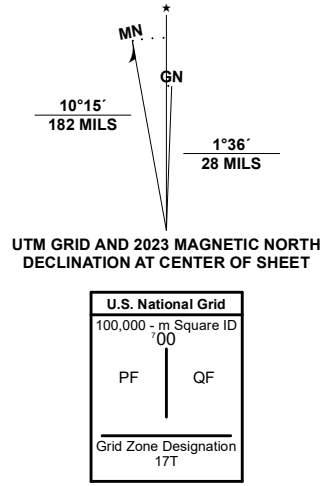 ★
MN
GN
10°15´
182 MILS
1°36´
28 MILS
UTM GRID AND 2023 MAGNETIC NORTH
DECLINATION AT CENTER OF SHEET
U.S. National Grid
100,000 - m Square ID
⁷00
PF QF
Grid Zone Designation
17T